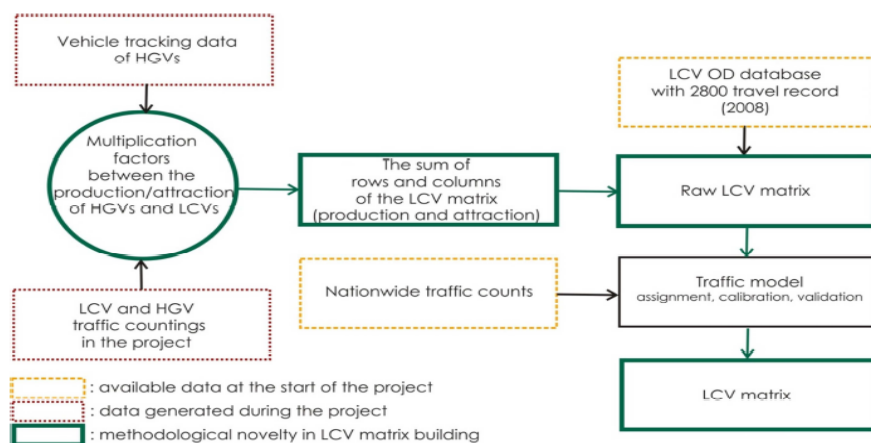 Vehicle tracking data
of HGVs
LCV OD database
with 2800 travel record
(2008)
Multiplication
factors
between the
production/attraction
of HGVs and LCVs
The sum of
rows and columns
of the LCV matrix
(production and attraction)
Raw LCV matrix
Nationwide traffic counts
Traffic model
assignment, calibration, validation
LCV and HGV
traffic countings
in the project
LCV matrix
: available data at the start of the project
: data generated during the project
: methodological novelty in LCV matrix building